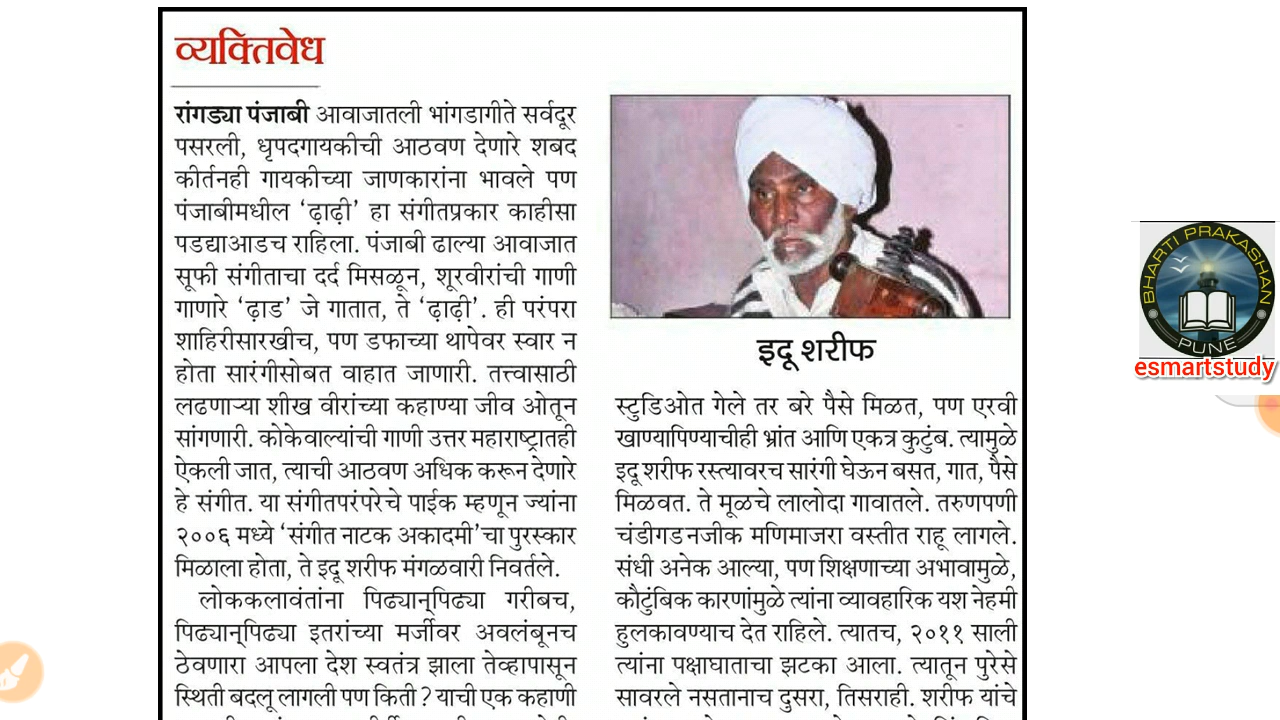 व्यक्तिवेध
रांगड्या पंजाबी आवाजातली भांगडागीते सर्वदूर
पसरली, धृपदगायकीची आठवण देणारे शबद
कीर्तनही गायकीच्या जाणकारांना भावले पण
पंजाबीमधील ‘ढ़ाढ़ी’ हा संगीतप्रकार काहीसा
पडद्याआडच राहिला. पंजाबी ढाल्या आवाजात
सूफी संगीताचा दर्द मिसळून, शूरवीरांची गाणी
गाणारे ‘ढ़ाड’ जे गातात, ते ‘ढ़ाढ़ी’. ही परंपरा
शाहिरीसारखीच, पण डफाच्या थापेवर स्वार न
होता सारंगीसोबत वाहात जाणारी. तत्त्वासाठी
लढणाऱ्या शीख वीरांच्या कहाण्या जीव ओतून
सांगणारी. कोकेवाल्यांची गाणी उत्तर महाराष्ट्रातही
ऐकली जात, त्याची आठवण अधिक करून देणारे
हे संगीत. या संगीतपरंपरेचे पाईक म्हणून ज्यांना
२००६ मध्ये ‘संगीत नाटक अकादमी’चा पुरस्कार
मिळाला होता, ते इदू शरीफ मंगळवारी निवर्तले.
लोककलावंतांना पिढ्यान्‌पिढ्या गरीबच,
पिढ्यान्‌पिढ्या इतरांच्या मर्जीवर अवलंबूनच
ठेवणारा आपला देश स्वतंत्र झाला तेव्हापासून
स्थिती बदलू लागली पण किती? याची एक कहाणी
इदू शरीफ
स्टुडिओत गेले तर बरे पैसे मिळत, पण एरवी
खाण्यापिण्याचीही भ्रांत आणि एकत्र कुटुंब. त्यामुळे
इदू शरीफ रस्त्यावरच सारंगी घेऊन बसत, गात, पैसे
मिळवत. ते मूळचे लालोदा गावातले. तरुणपणी
चंडीगड नजीक मणिमाजरा वस्तीत राहू लागले.
संधी अनेक आल्या, पण शिक्षणाच्या अभावामुळे,
कौटुंबिक कारणांमुळे त्यांना व्यावहारिक यश नेहमी
हुलकावण्याच देत राहिले. त्यातच, २०११ साली
त्यांना पक्षाघाताचा झटका आला. त्यातून पुरेसे
सावरले नसतानाच दुसरा, तिसराही. शरीफ यांचे
BHARTI PRAKASHAN
PUNE
esmartstudy